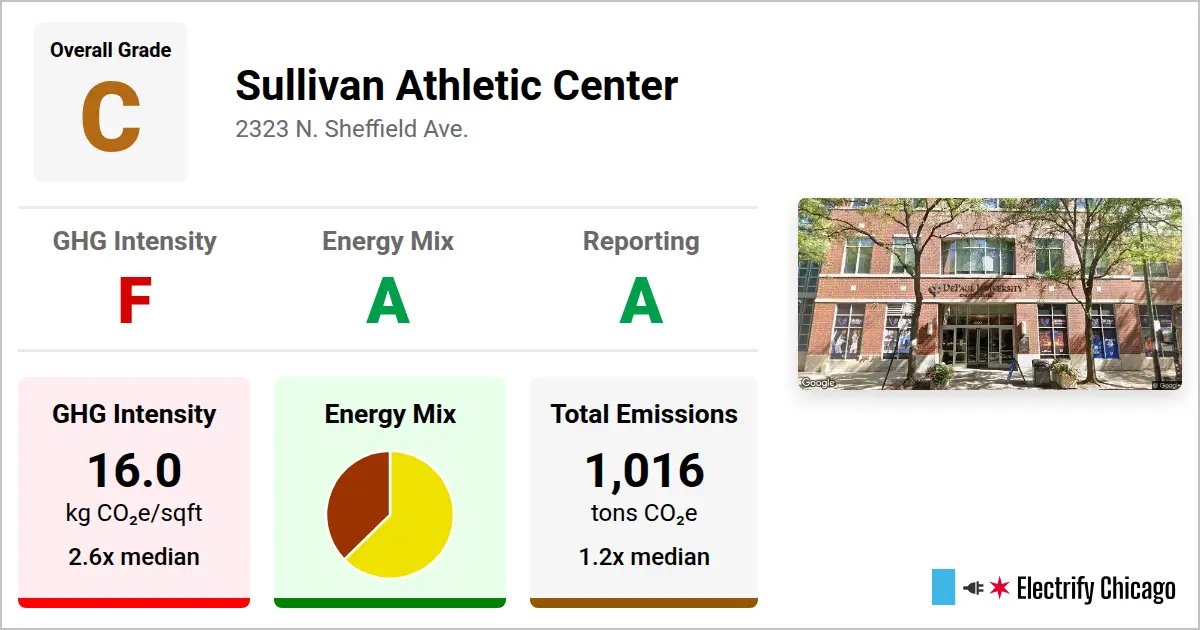 Overall Grade
C
Sullivan Athletic Center
2323 N. Sheffield Ave.
GHG Intensity
F
Energy Mix
A
Reporting
A
GHG Intensity
16.0
kg CO₂e/sqft
2.6x median
Energy Mix
Total Emissions
1,016
tons CO₂e
1.2x median
DePaul University
Google
© Google
Electrify Chicago